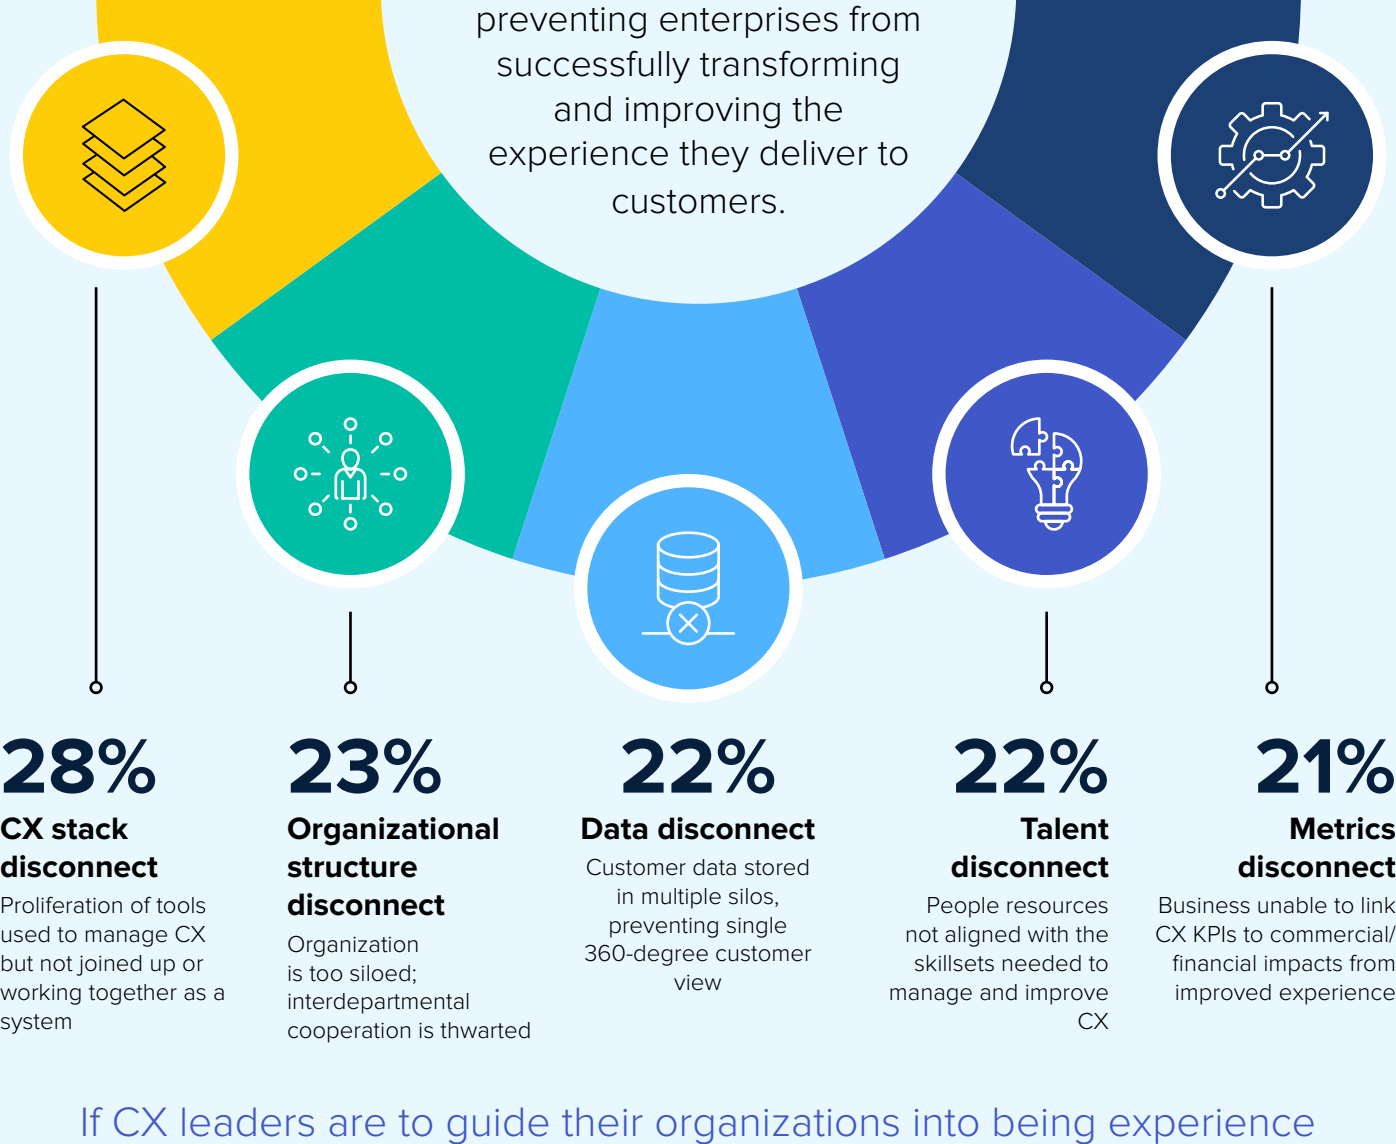 preventing enterprises from
successfully transforming
and improving the
experience they deliver to
customers.
28%
CX stack
disconnect
Proliferation of tools
used to manage CX
but not joined up or
working together as a
system
23%
Organizational
structure
disconnect
Organization
is too siloed;
interdepartmental
cooperation is thwarted
22%
Data disconnect
Customer data stored
in multiple silos,
preventing single
360-degree customer
view
22%
Talent
disconnect
People resources
not aligned with the
skillsets needed to
manage and improve
CX
21%
Metrics
disconnect
Business unable to link
CX KPIs to commercial/
financial impacts from
improved experience
If CX leaders are to guide their organizations into being experience